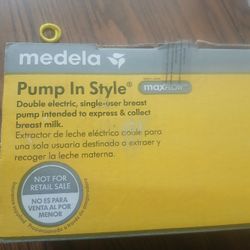 medela
Pump In Style®
maxflow
Double electric, single-user breast
pump intended to express & collect
breast milk.
Extractor de leche eléctrico doble para
una sola usuaria destinado a extraer y
recoger la leche materna.
NOT FOR
RETAIL SALE
NO ES PARA
VENTA AL POR
MENOR